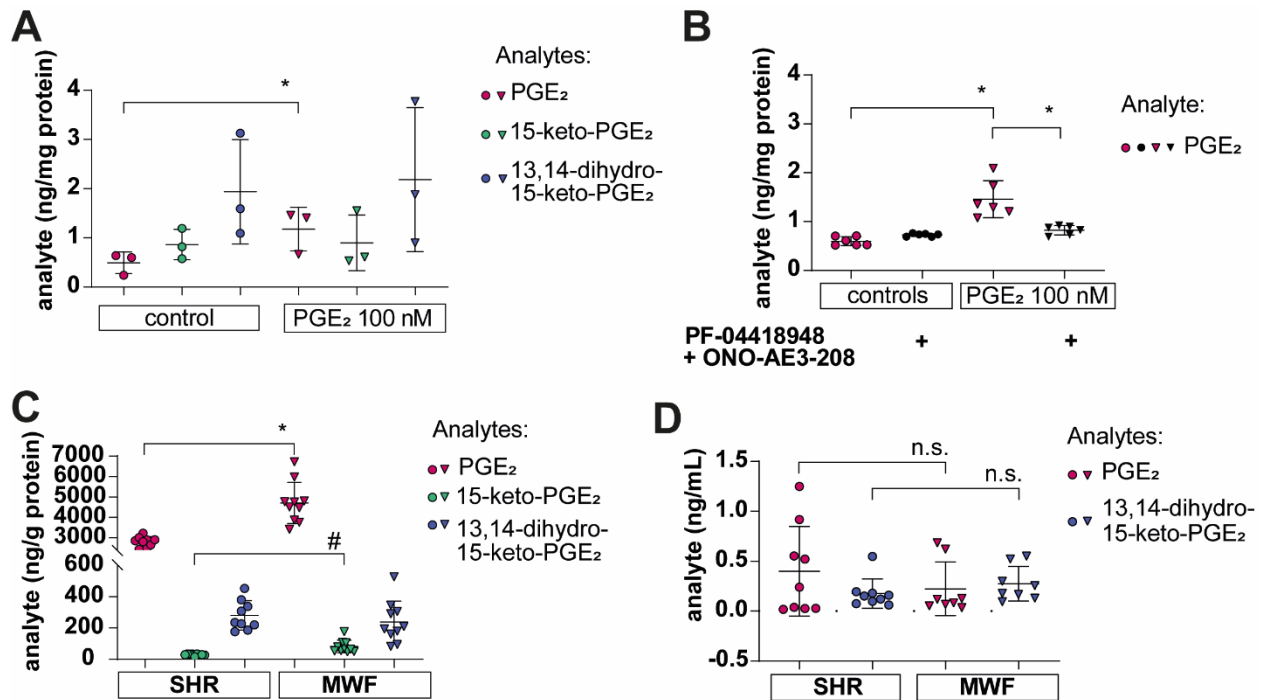 A
analyte (ng/mg protein)
4
3
2
1
0
*
control
PGE₂ 100 nM
Analytes:
PGE₂
15-keto-PGE₂
13,14-dihydro-
15-keto-PGE₂
B
analyte (ng/mg protein)
4
3
2
1
0
*
*
controls
PGE₂ 100 nM
PF-04418948
+ ONO-AE3-208
+
+
Analyte:
PGE₂
C
analyte (ng/g protein)
7000
6000
5000
4000
3000
600
400
200
0
*
#
SHR
MWF
Analytes:
PGE₂
15-keto-PGE₂
13,14-dihydro-
15-keto-PGE₂
D
analyte (ng/mL)
1.5
1.0
0.5
0.0
-0.5
n.s.
n.s.
SHR
MWF
Analytes:
PGE₂
13,14-dihydro-
15-keto-PGE₂